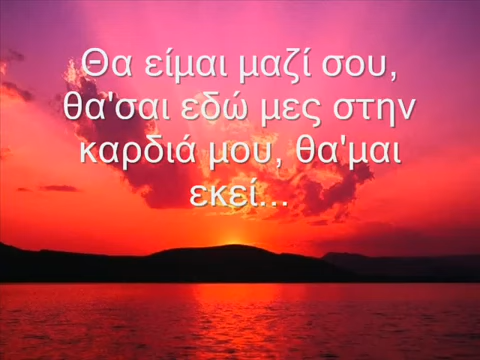 Θα είμαι μαζί σου,
θα'σαι εδώ μες στην
καρδιά μου, θα'μαι
εκεί...